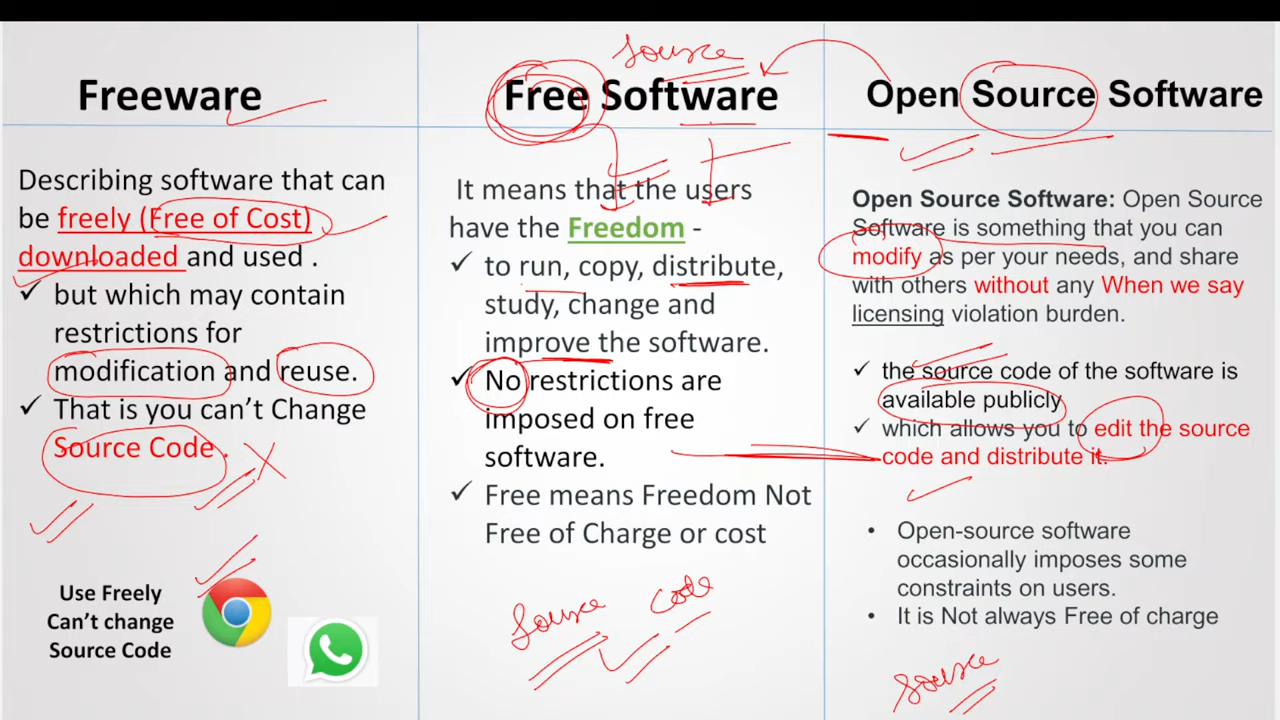 Freeware
Describing software that can
be freely (Free of Cost)
downloaded and used .
✓ but which may contain
restrictions for
modification and reuse.
✓ That is you can’t Change
Source Code .
Use Freely
Can’t change
Source Code
Source
Free Software
It means that the users
have the Freedom -
✓ to run, copy, distribute,
study, change and
improve the software.
✓ No restrictions are
imposed on free
software.
✓ Free means Freedom Not
Free of Charge or cost
Source Code
Open Source Software
Open Source Software: Open Source
Software is something that you can
modify as per your needs, and share
with others without any When we say
licensing violation burden.
✓ the source code of the software is
available publicly
✓ which allows you to edit the source
code and distribute it.
• Open-source software
occasionally imposes some
constraints on users.
• It is Not always Free of charge
Source